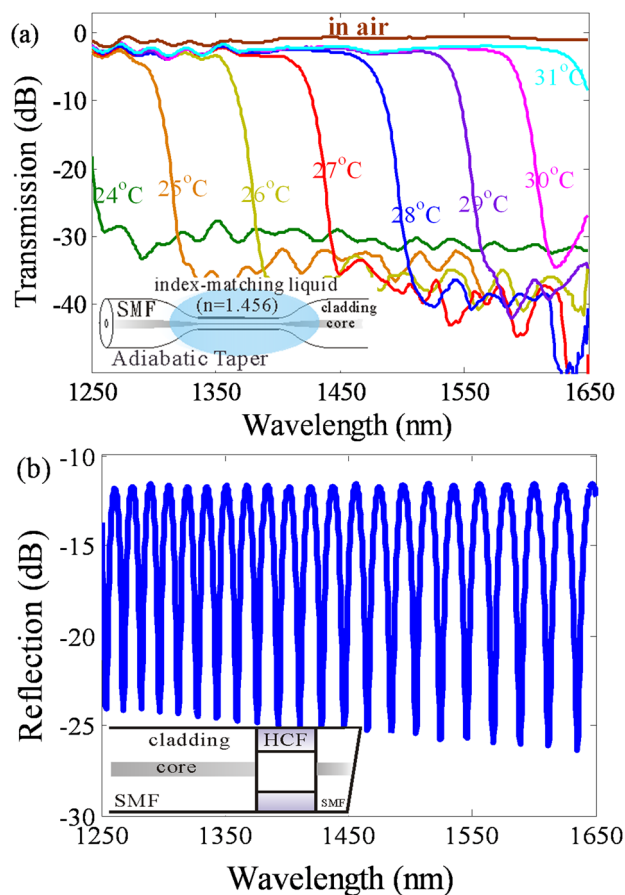 (a)
0
-10
-20
-30
-40
Transmission (dB)
in air
31°C
24°C
25°C
26°C
27°C
28°C
29°C
30°C
index-matching liquid
(n=1.456)
SMF
cladding
core
Adiabatic Taper
1250
1350
1450
1550
1650
Wavelength (nm)
(b)
-10
-15
-20
-25
-30
Reflection (dB)
cladding
HCF
core
SMF
SMF
1250
1350
1450
1550
1650
Wavelength (nm)